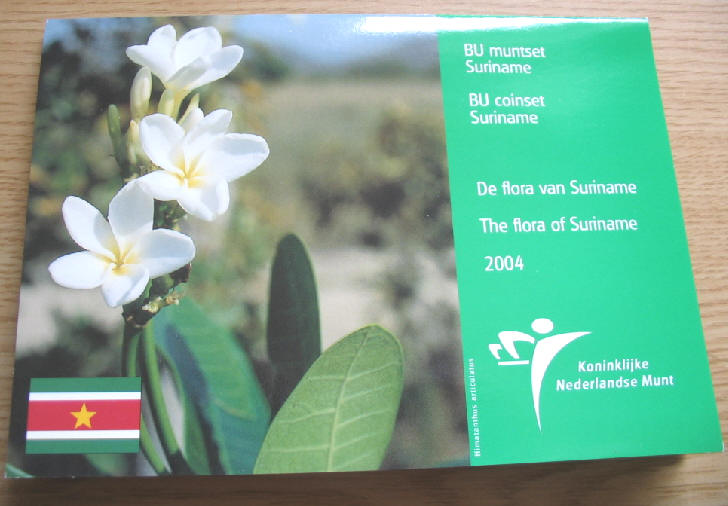 BU muntset
Suriname
BU coinset
Suriname
De flora van Suriname
The flora of Suriname
2004
Koninklijke
Nederlandse Munt
Himatanthus articulatus